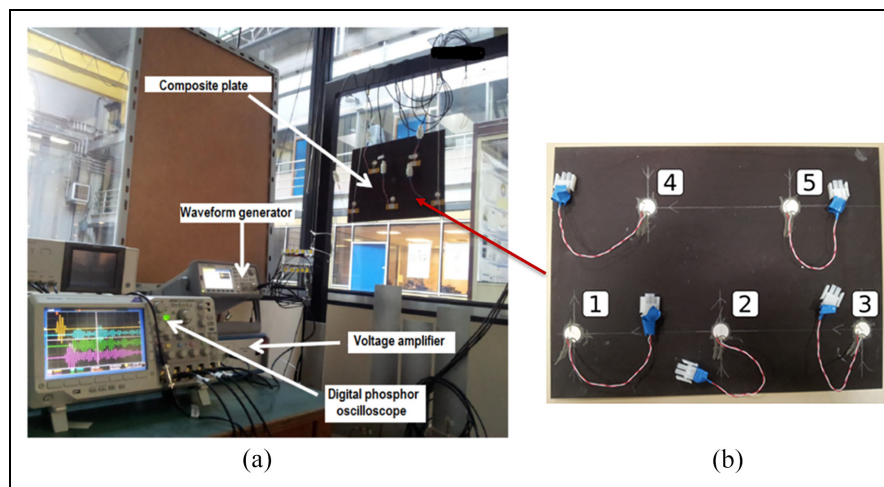 Composite plate
Waveform generator
Voltage amplifier
Digital phosphor
oscilloscope
4
5
1
2
3
(a)
(b)